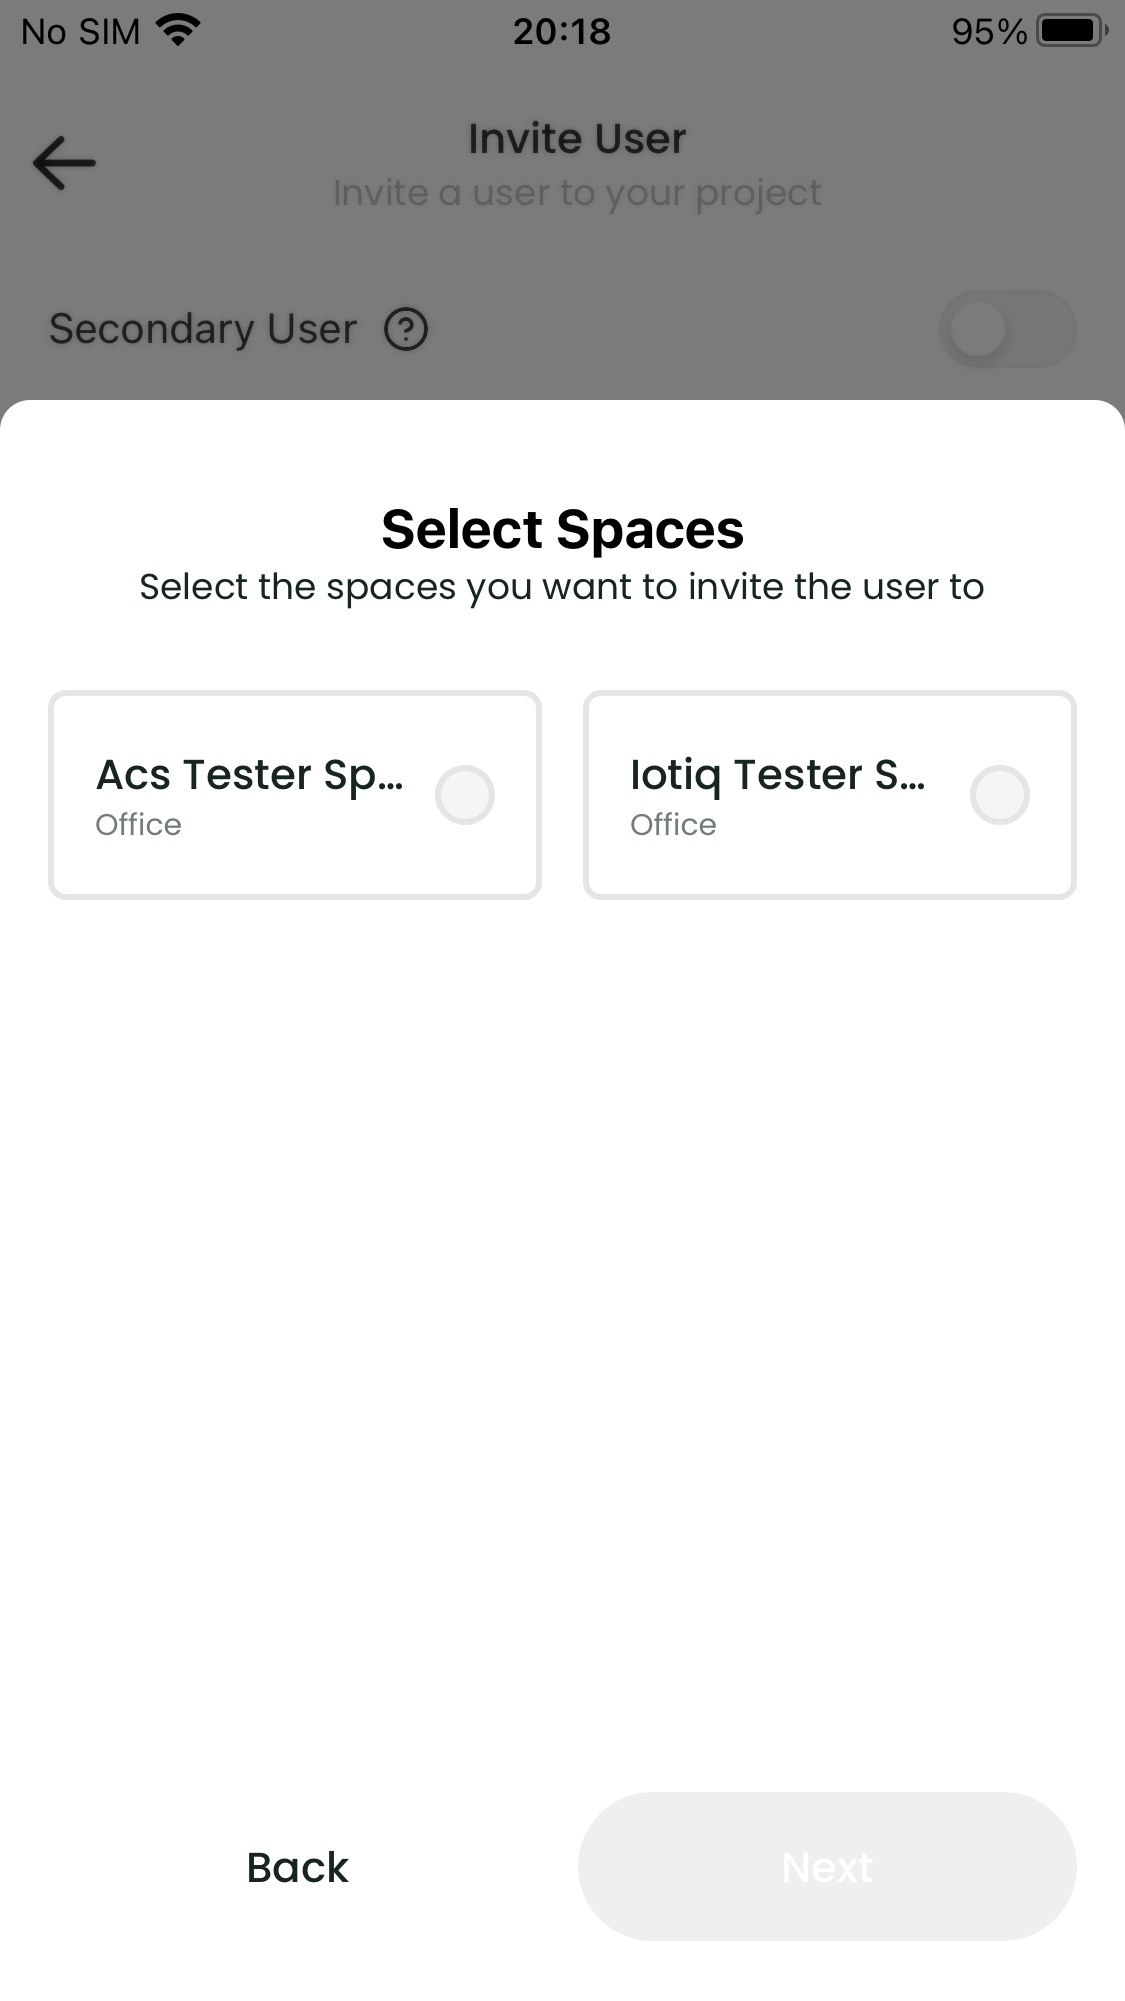 No SIM 20:18 95%
Invite User
Invite a user to your project
Secondary User ?
Select Spaces
Select the spaces you want to invite the user to
Acs Tester Sp... Iotiq Tester S...
Office Office
Back Next